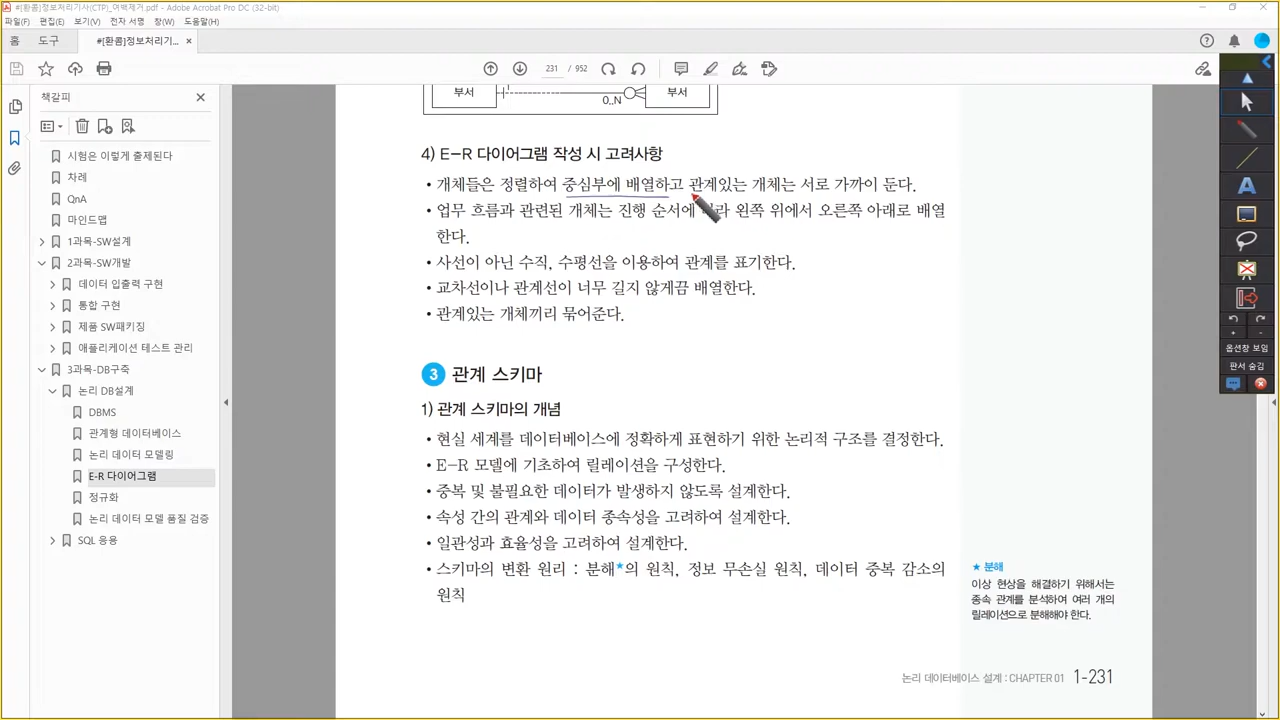 #[환콤]정보처리기사(CTP)_여백제거.pdf - Adobe Acrobat Pro DC (32-bit)
파일(F) 편집(E) 보기(V) 전자 서명 창(W) 도움말(H)
홈 도구 #[환콤]정보처리기... ×
231 / 952
책갈피
시험은 이렇게 출제된다
차례
QnA
마인드맵
1과목-SW설계
2과목-SW개발
데이터 입출력 구현
통합 구현
제품 SW패키징
애플리케이션 테스트 관리
3과목-DB구축
논리 DB설계
DBMS
관계형 데이터베이스
논리 데이터 모델링
E-R 다이어그램
정규화
논리 데이터 모델 품질 검증
SQL 응용
부서 0,,N 부서
4) E-R 다이어그램 작성 시 고려사항
• 개체들은 정렬하여 중심부에 배열하고 관계있는 개체는 서로 가까이 둔다.
• 업무 흐름과 관련된 개체는 진행 순서에 따라 왼쪽 위에서 오른쪽 아래로 배열
한다.
• 사선이 아닌 수직, 수평선을 이용하여 관계를 표기한다.
• 교차선이나 관계선이 너무 길지 않게끔 배열한다.
• 관계있는 개체끼리 묶어준다.
3 관계 스키마
1) 관계 스키마의 개념
• 현실 세계를 데이터베이스에 정확하게 표현하기 위한 논리적 구조를 결정한다.
• E-R 모델에 기초하여 릴레이션을 구성한다.
• 중복 및 불필요한 데이터가 발생하지 않도록 설계한다.
• 속성 간의 관계와 데이터 종속성을 고려하여 설계한다.
• 일관성과 효율성을 고려하여 설계한다.
• 스키마의 변환 원리 : 분해★의 원칙, 정보 무손실 원칙, 데이터 중복 감소의
원칙
★ 분해
이상 현상을 해결하기 위해서는
종속 관계를 분석하여 여러 개의
릴레이션으로 분해해야 한다.
논리 데이터베이스 설계 : CHAPTER 01 1-231
A
옵션창 보임
판서 숨김